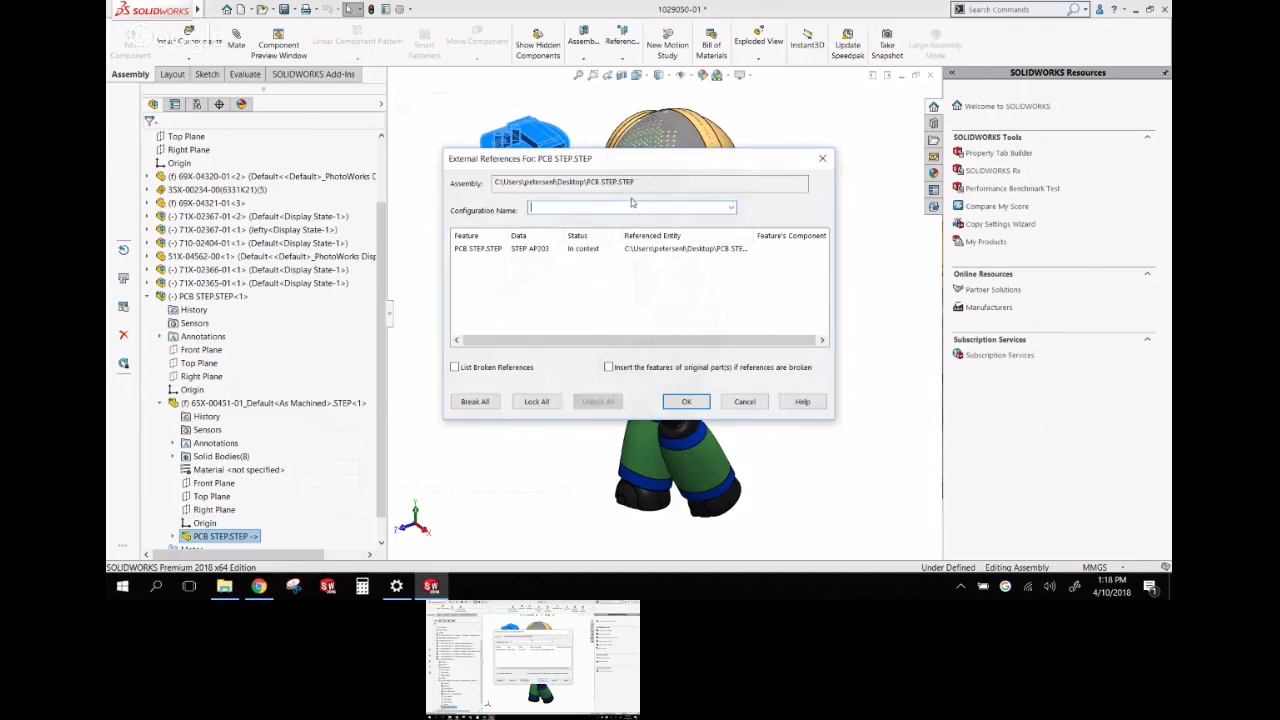 SOLIDWORKS
1029050-01 *
Search Commands
Edit Component
Insert Components
Mate
Component Preview Window
Linear Component Pattern
Smart Fasteners
Move Component
Show Hidden Components
Assemb...
Referenc...
New Motion Study
Bill of Materials
Exploded View
Instant3D
Update Speedpak
Take Snapshot
Large Assembly Mode
Assembly
Layout
Sketch
Evaluate
SOLIDWORKS Add-Ins
Top Plane
Right Plane
Origin
(f) 69X-04320-01<2> (Default<<Default>_PhotoWorks D
35X-00234-00(6331K21)(5)
(f) 69X-04321-01<3>
(-) 71X-02367-01<2> (Default<Display State-1>)
(-) 71X-02367-01<1> (lefty<Default_Display State-1>)
(-) 710-02404-01<1> (Default<Display State-1>)
51X-04562-00<1> (Default<<Default>_PhotoWorks Disp
(-) 71X-02366-01<1> (Default<Display State-1>)
(-) 71X-02365-01<1> (Default<Display State-1>)
(-) PCB STEP.STEP<1>
History
Sensors
Annotations
Front Plane
Top Plane
Right Plane
Origin
(f) 65X-00451-01_Default<As Machined>.STEP<1>
History
Sensors
Annotations
Solid Bodies(8)
Material <not specified>
Front Plane
Top Plane
Right Plane
Origin
PCB STEP.STEP ->
Mates
External References For: PCB STEP.STEP
Assembly: C:\Users\petersenl\Desktop\PCB STEP.STEP
Configuration Name:
Feature Data Status Referenced Entity Feature's Component
PCB STEP.STEP STEP AP203 In context C:\Users\petersenl\Desktop\PCB STE...
List Broken References
Insert the features of original part(s) if references are broken
Break All
Lock All
Unlock All
OK
Cancel
Help
Y
Z
X
SOLIDWORKS Resources
Welcome to SOLIDWORKS
SOLIDWORKS Tools
Property Tab Builder
SOLIDWORKS Rx
Performance Benchmark Test
Compare My Score
Copy Settings Wizard
My Products
Online Resources
Partner Solutions
Manufacturers
Subscription Services
Subscription Services
SOLIDWORKS Premium 2018 x64 Edition
Under Defined
Editing Assembly
MMGS
1:18 PM
4/10/2018